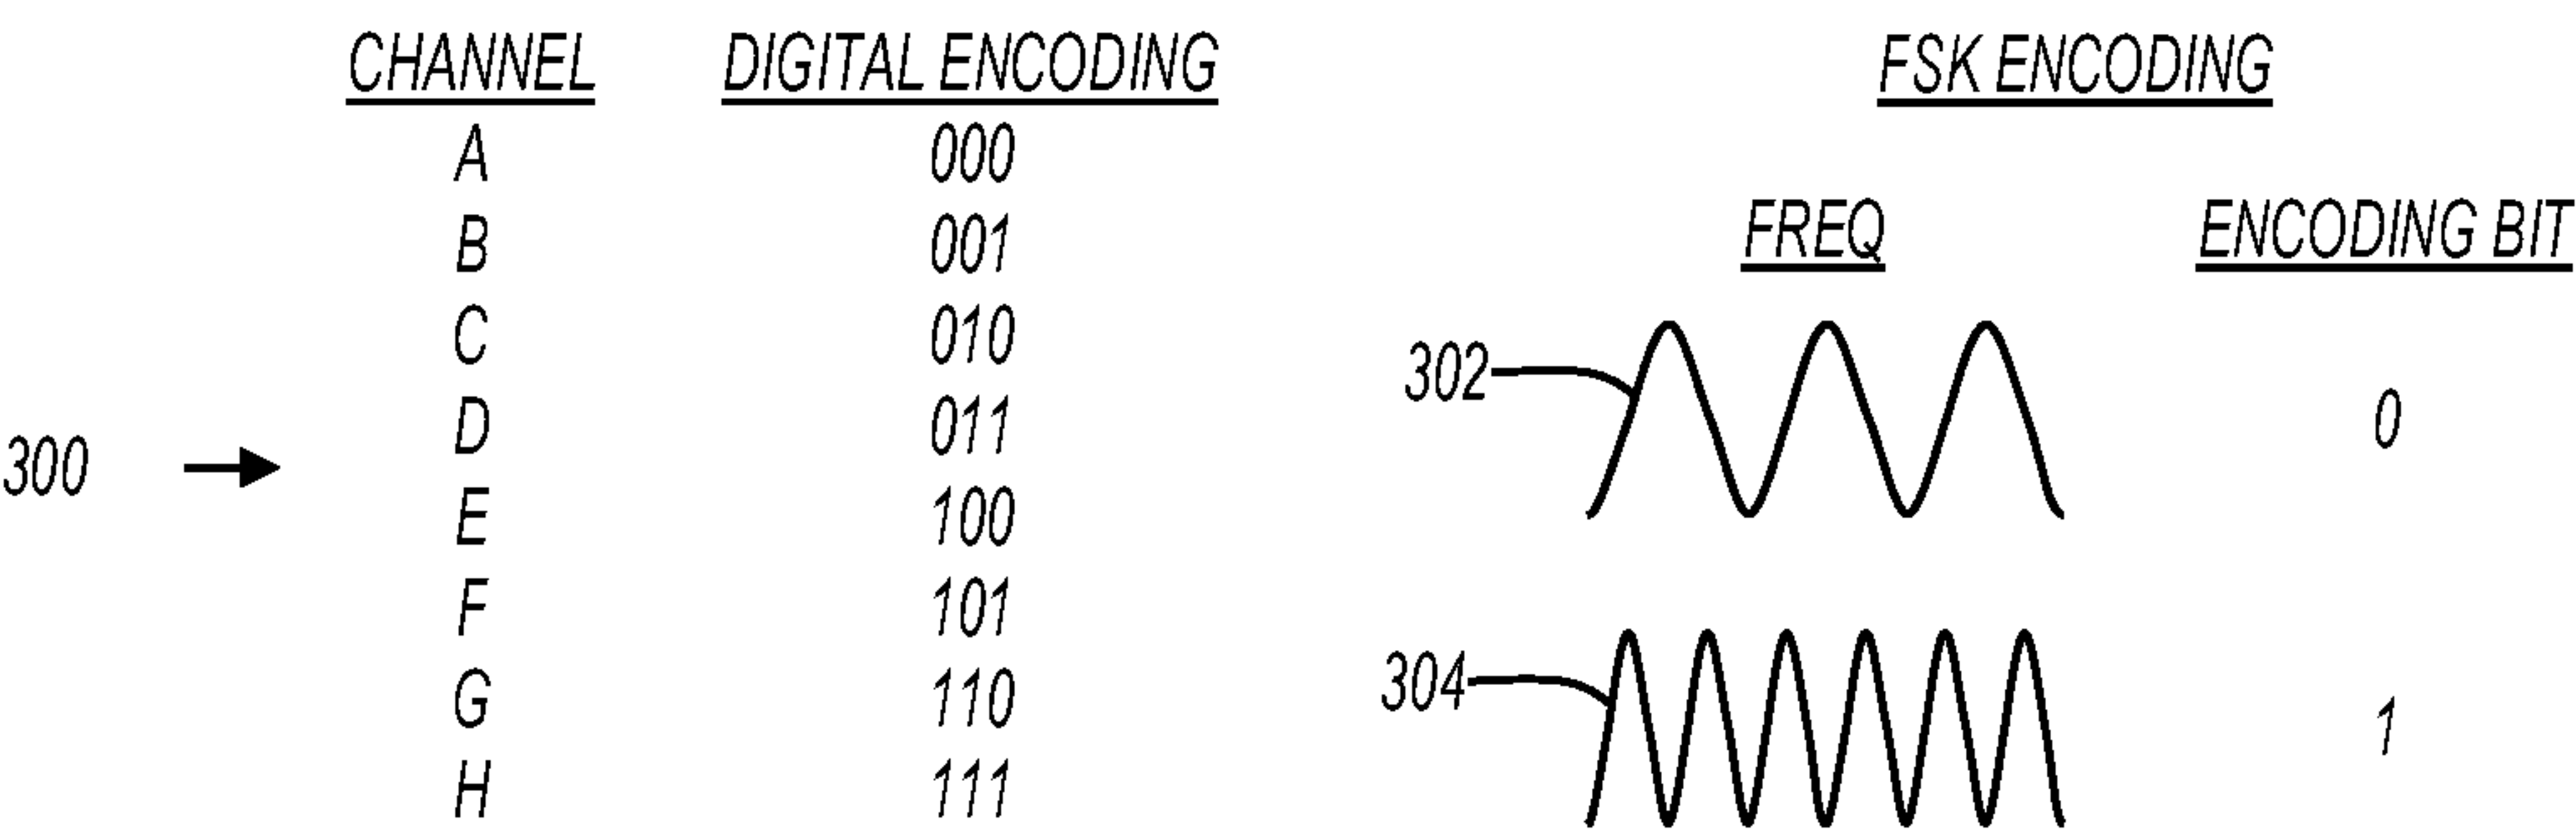 CHANNEL DIGITAL ENCODING FSK ENCODING
A 000
B 001
FREQ ENCODING BIT
C 010
302
0
D 011
300
E 100
F 101
304
G 110
1
H 111